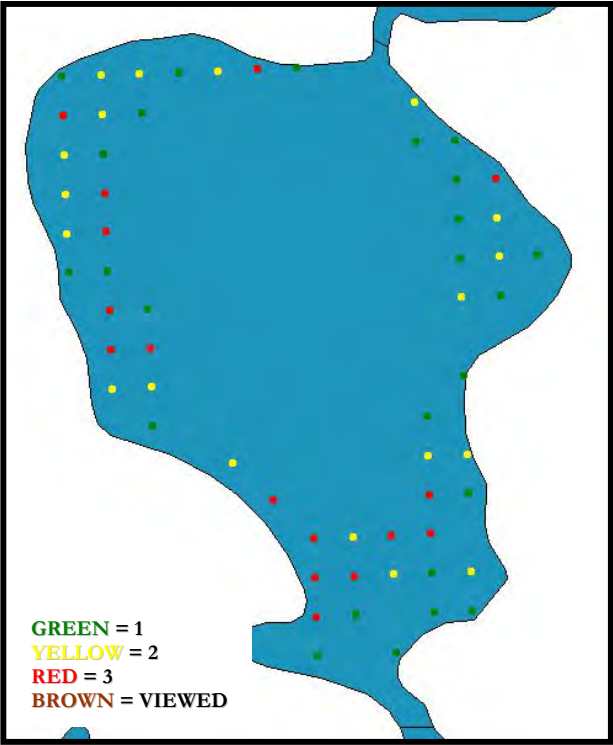 GREEN = 1
YELLOW = 2
RED = 3
BROWN = VIEWED